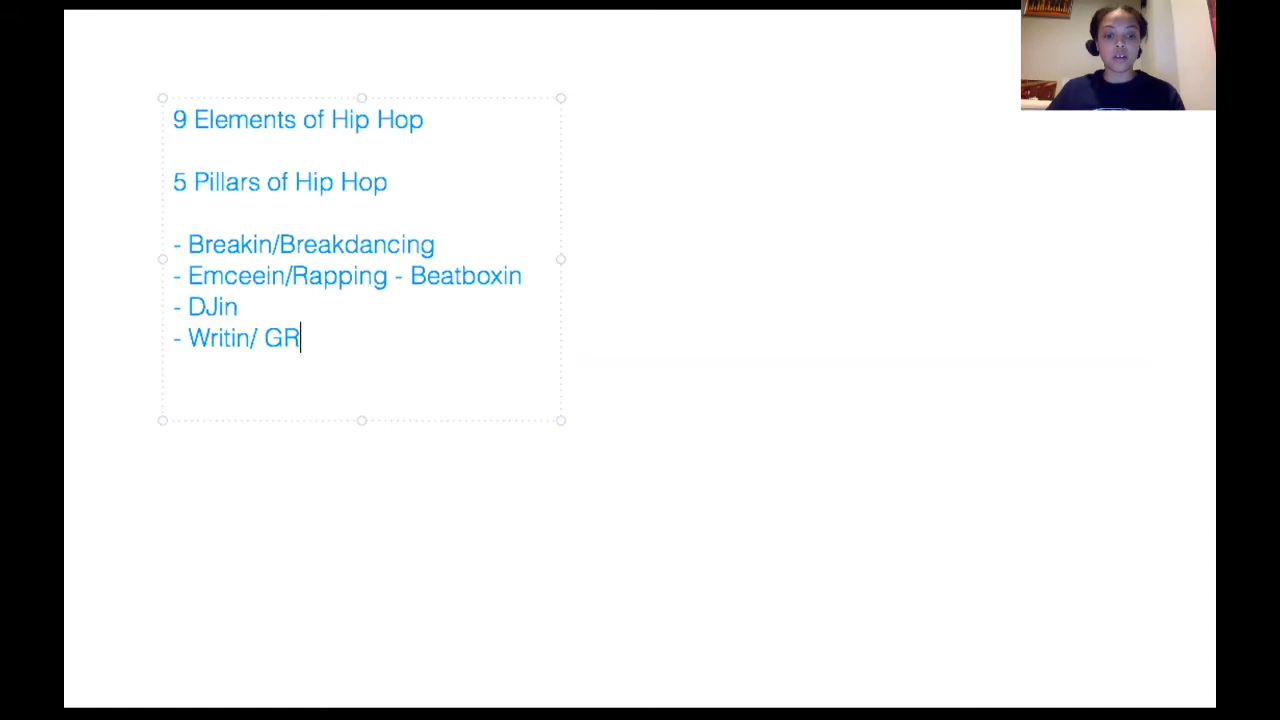 9 Elements of Hip Hop
5 Pillars of Hip Hop
- Breakin/Breakdancing
- Emceein/Rapping - Beatboxin
- DJin
- Writin/ GR